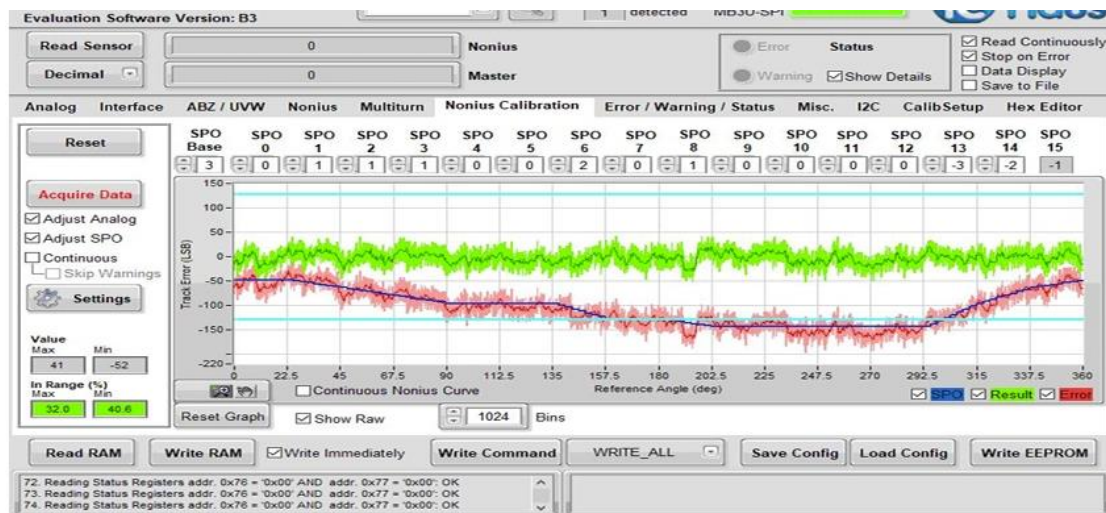 Evaluation Software Version: B3
1 detected MB3U-SPI
Read Sensor 0 Nonius Error Status Read Continuously
Stop on Error
Decimal 0 Master Warning Show Details Data Display
Save to File
Analog Interface ABZ / UVW Nonius Multiturn Nonius Calibration Error / Warning / Status Misc. I2C CalibSetup Hex Editor
Reset
SPO SPO SPO SPO SPO SPO SPO SPO SPO SPO SPO SPO SPO SPO SPO SPO SPO
Base 0 1 2 3 4 5 6 7 8 9 10 11 12 13 14 15
3 0 1 1 1 0 0 2 0 1 0 0 0 0 -3 -2 -1
Acquire Data
Adjust Analog
Adjust SPO
Continuous
Skip Warnings
Settings
Value
Max Min
41 -52
In Range (%)
Max Min
32.0 40.6
150
100
50
0
-50
-100
-150
-220
Track Error (LSB)
0 22.5 45 67.5 90 112.5 135 157.5 180 202.5 225 247.5 270 292.5 315 337.5 360
Reference Angle (deg)
Continuous Nonius Curve
SPO Result Error
Reset Graph Show Raw 1024 Bins
Read RAM Write RAM Write Immediately Write Command WRITE_ALL Save Config Load Config Write EEPROM
72. Reading Status Registers addr. 0x76 = '0x00' AND addr. 0x77 = '0x00': OK
73. Reading Status Registers addr. 0x76 = '0x00' AND addr. 0x77 = '0x00': OK
74. Reading Status Registers addr. 0x76 = '0x00' AND addr. 0x77 = '0x00': OK